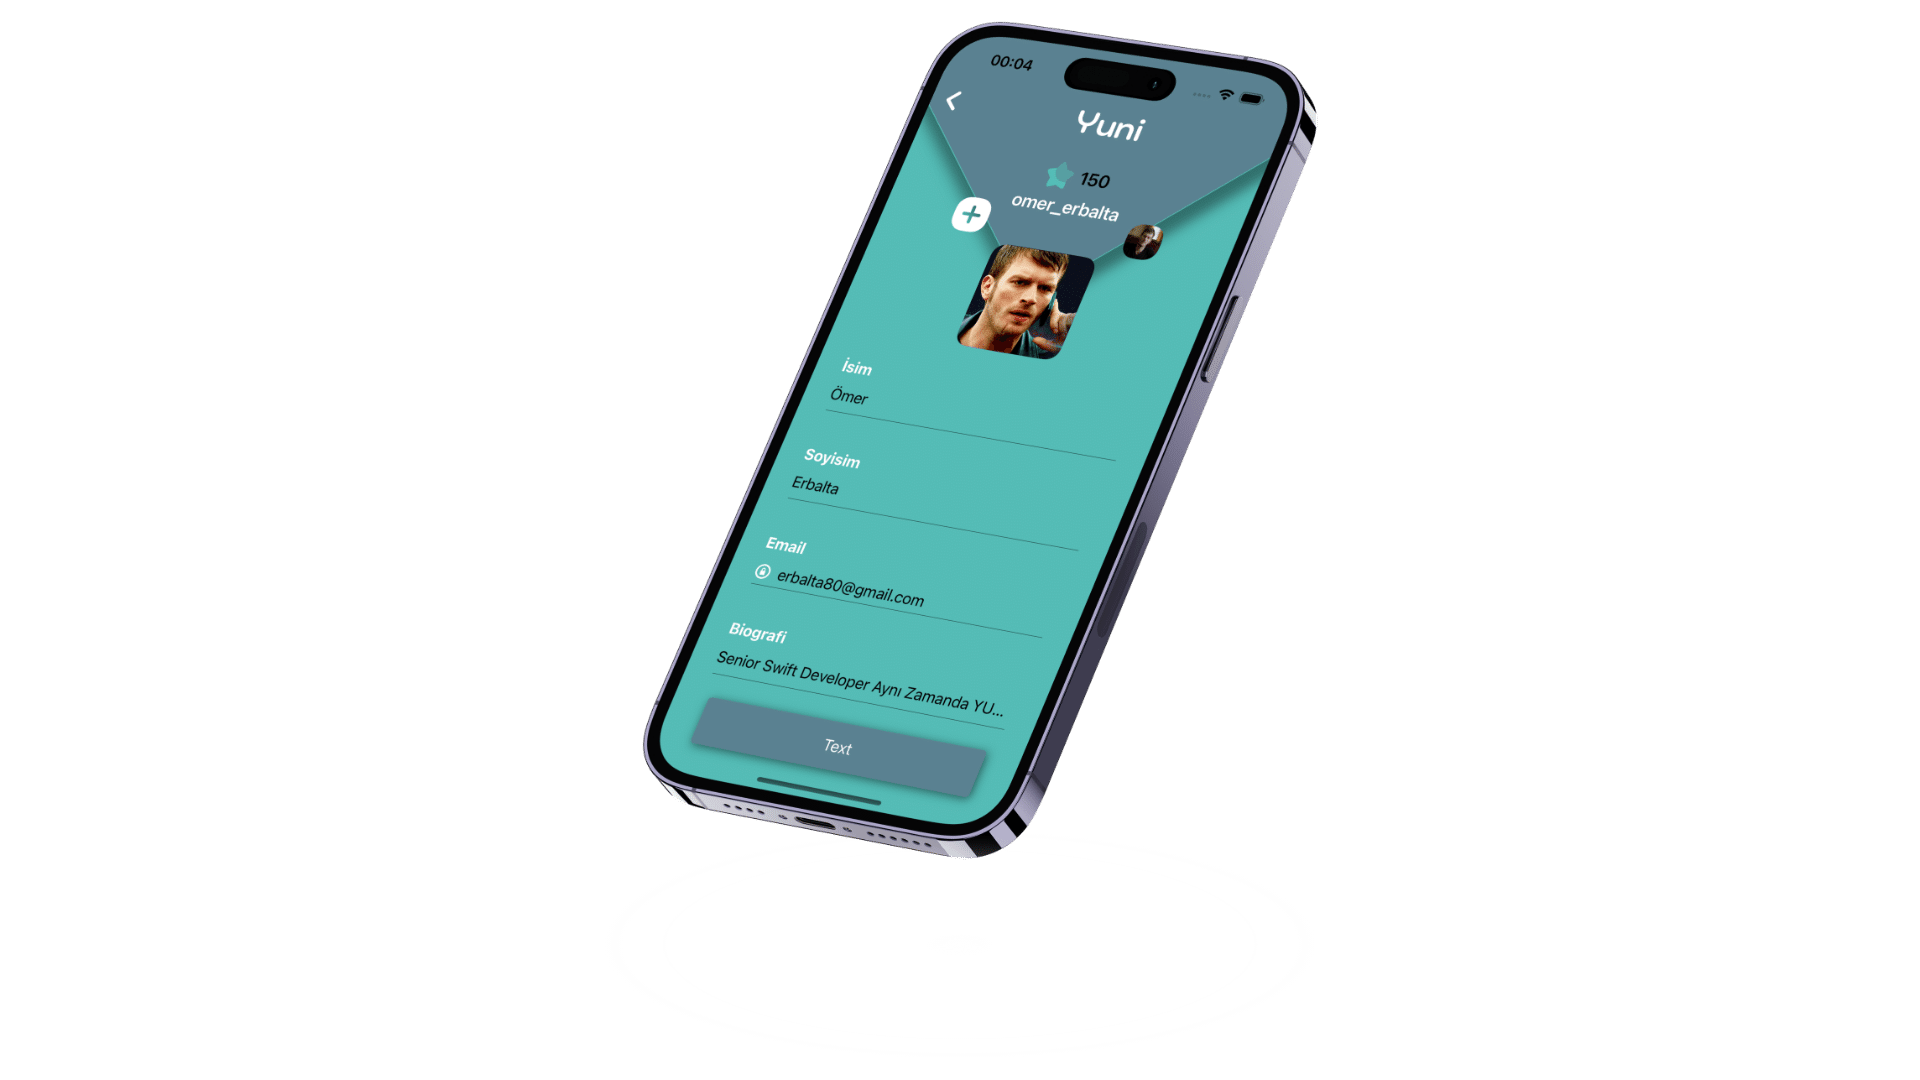 00:04
Yuni
150
omer_erbalta
İsim
Ömer
Soyisim
Erbalta
Email
erbalta80@gmail.com
Biografi
Senior Swift Developer Aynı Zamanda YU...
Text